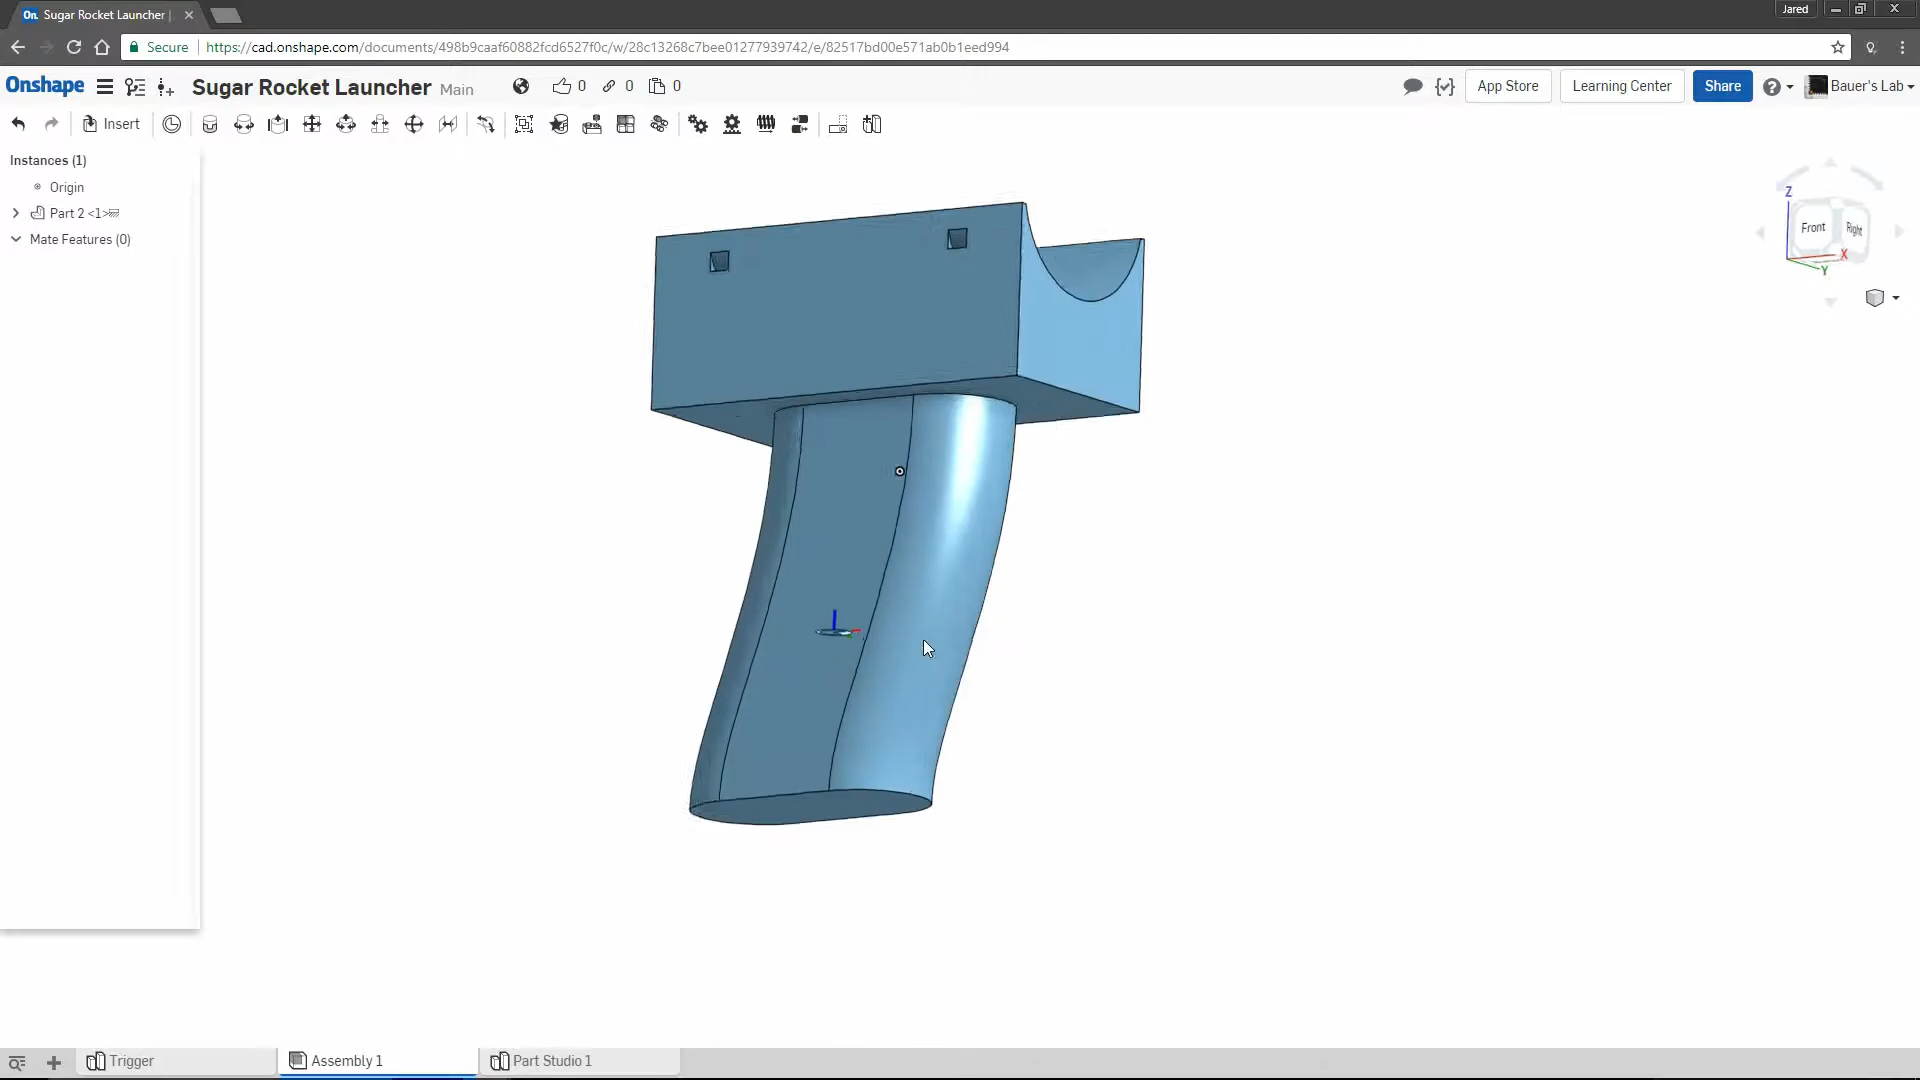 Sugar Rocket Launcher |
Jared
Secure
https://cad.onshape.com/documents/498b9caaf60882fcd6527f0c/w/28c13268c7bee01277939742/e/82517bd00e571ab0b1eed994
Onshape
Sugar Rocket Launcher Main
0 0 0
App Store
Learning Center
Share
Bauer's Lab
Insert
Instances (1)
Origin
Part 2 <1>
Mate Features (0)
Z
Front
Right
X
Y
Trigger
Assembly 1
Part Studio 1